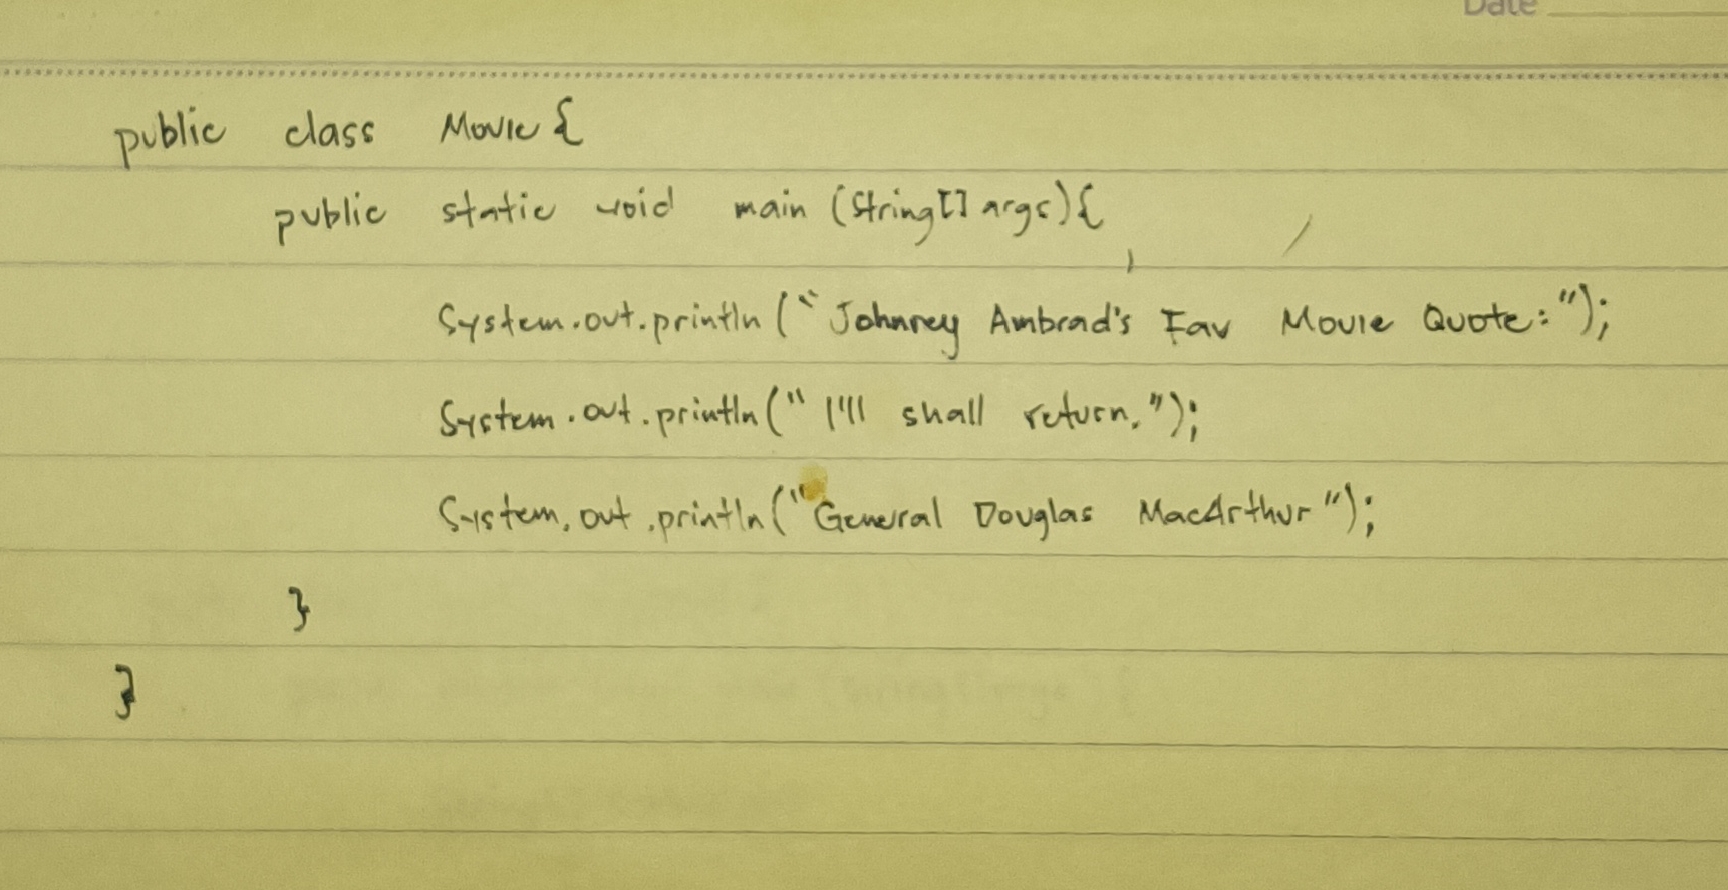 Date
public class Movie {
public static void main (String[] args) {
System.out.println ("Johnrey Ambrad's Fav Movie Quote:");
System.out.println ("I'll shall return.");
System.out.println ("General Douglas MacArthur");
}
}